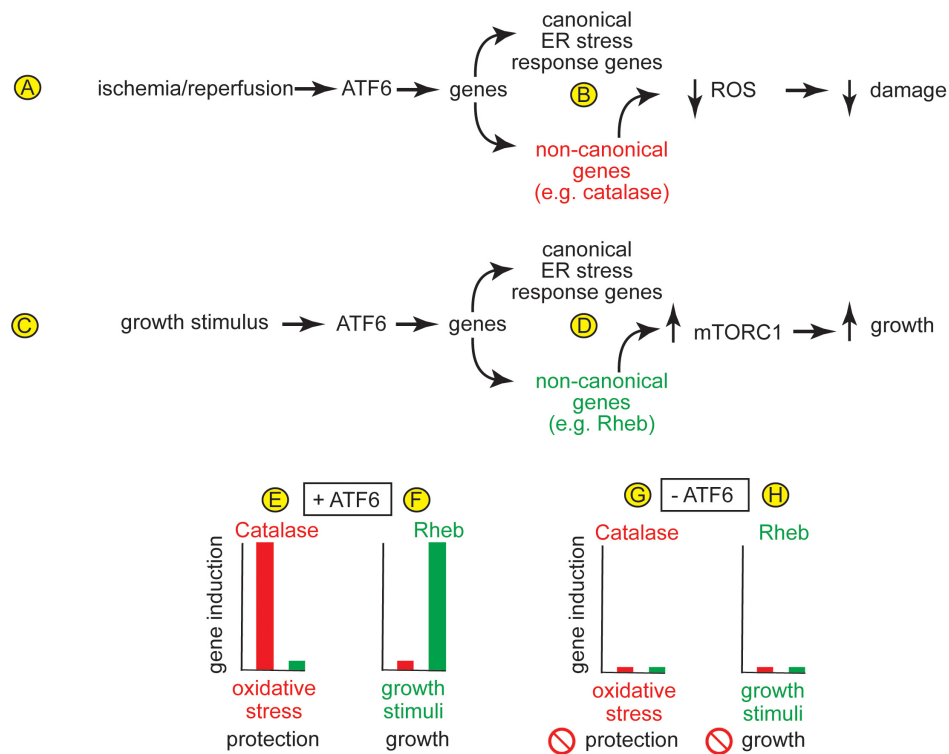 canonical
ER stress
response genes
A
ischemia/reperfusion
ATF6
genes
B
ROS
damage
non-canonical
genes
(e.g. catalase)
canonical
ER stress
response genes
C
growth stimulus
ATF6
genes
D
mTORC1
growth
non-canonical
genes
(e.g. Rheb)
E
+ ATF6
F
Catalase
Rheb
gene induction
oxidative
stress
growth
stimuli
protection
growth
G
- ATF6
H
Catalase
Rheb
gene induction
oxidative
stress
growth
stimuli
protection
growth